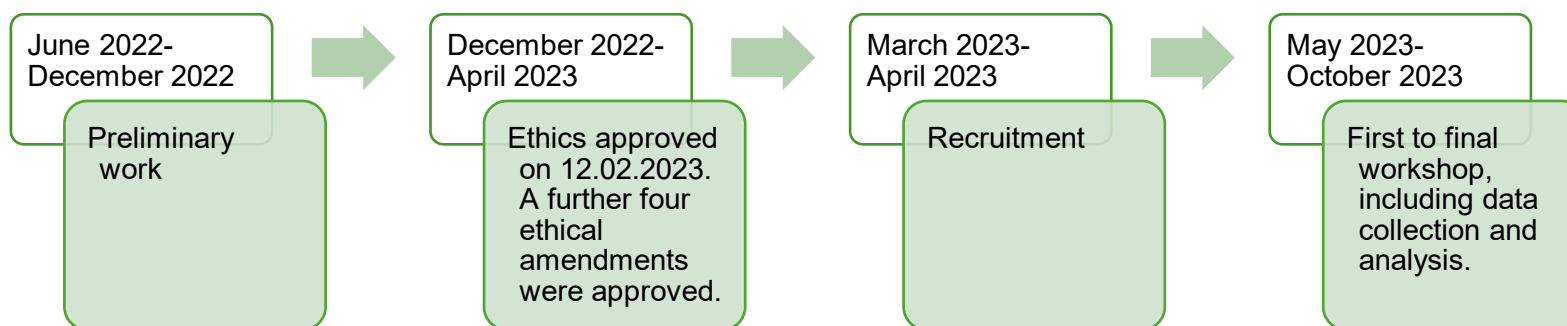 June 2022-
December 2022
Preliminary
work
December 2022-
April 2023
Ethics approved
on 12.02.2023.
A further four
ethical
amendments
were approved.
March 2023-
April 2023
Recruitment
May 2023-
October 2023
First to final
workshop,
including data
collection and
analysis.